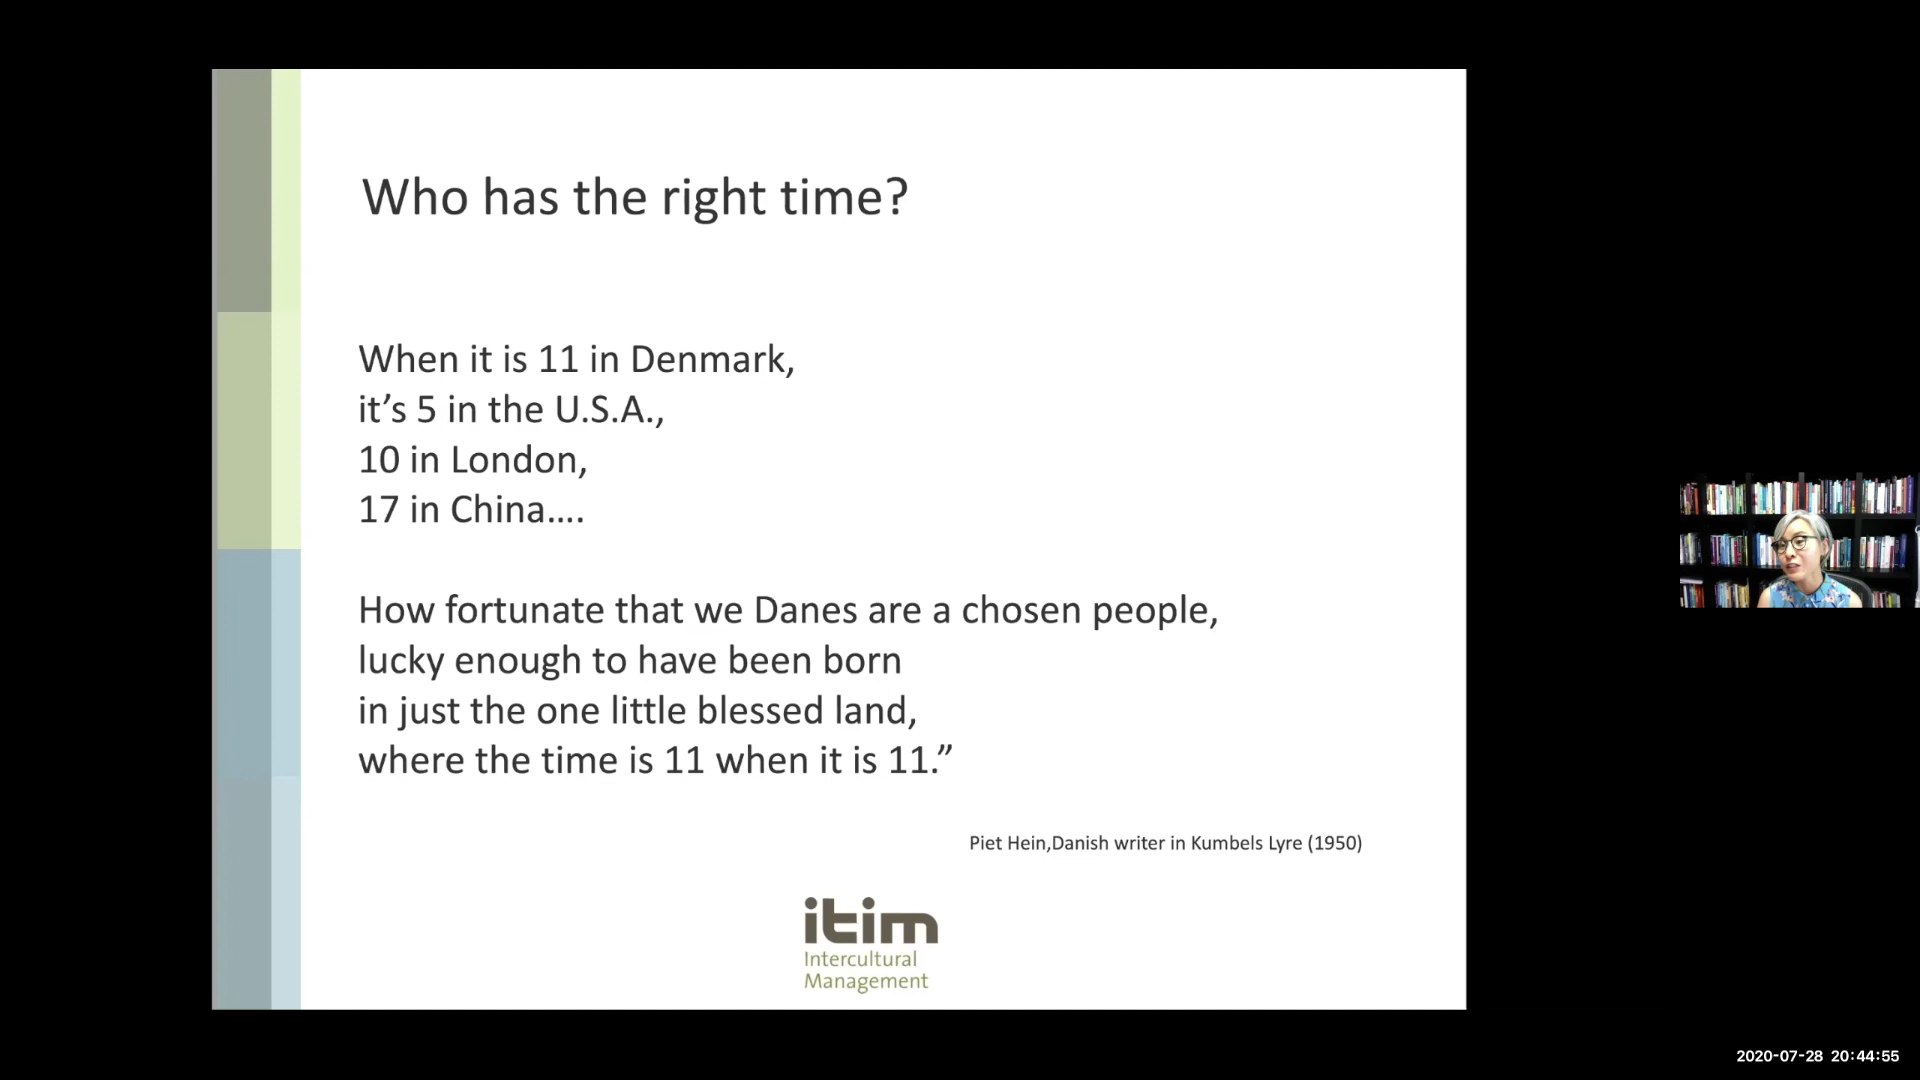 Who has the right time?
When it is 11 in Denmark,
it’s 5 in the U.S.A.,
10 in London,
17 in China....
How fortunate that we Danes are a chosen people,
lucky enough to have been born
in just the one little blessed land,
where the time is 11 when it is 11.”
Piet Hein,Danish writer in Kumbels Lyre (1950)
itim
Intercultural
Management
2020-07-28 20:44:55